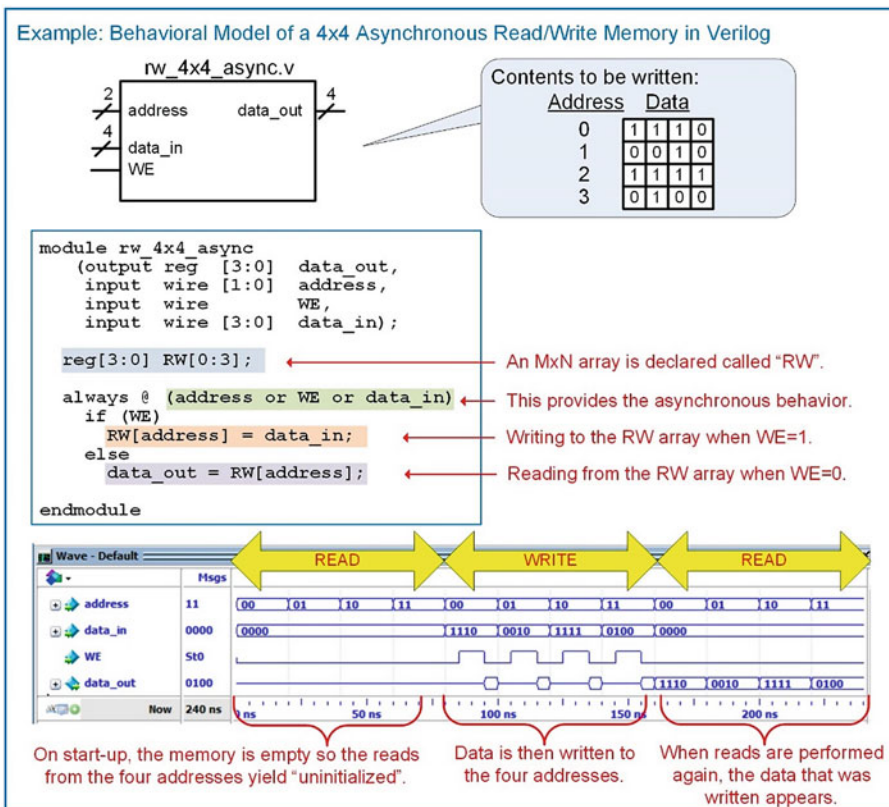 Example: Behavioral Model of a 4x4 Asynchronous Read/Write Memory in Verilog
rw_4x4_async.v
2
address
data_out
4
4
data_in
WE
Contents to be written:
Address Data
0 1 1 1 0
1 0 0 1 0
2 1 1 1 1
3 0 1 0 0
module rw_4x4_async
(output reg [3:0] data_out,
input wire [1:0] address,
input wire WE,
input wire [3:0] data_in);
reg[3:0] RW[0:3];
An MxN array is declared called “RW”.
always @ (address or WE or data_in)
This provides the asynchronous behavior.
if (WE)
RW[address] = data_in;
Writing to the RW array when WE=1.
else
data_out = RW[address];
Reading from the RW array when WE=0.
endmodule
Wave - Default
READ
WRITE
READ
Msgs
address 11 00 01 10 11 00 01 10 11 00 01 10 11
data_in 0000 0000 1110 0010 1111 0100 0000
WE St0
data_out 0100 1110 0010 1111 0100
Now 240 ns ns 50 ns 100 ns 150 ns 200 ns
On start-up, the memory is empty so the reads
from the four addresses yield “uninitialized”.
Data is then written to
the four addresses.
When reads are performed
again, the data that was
written appears.